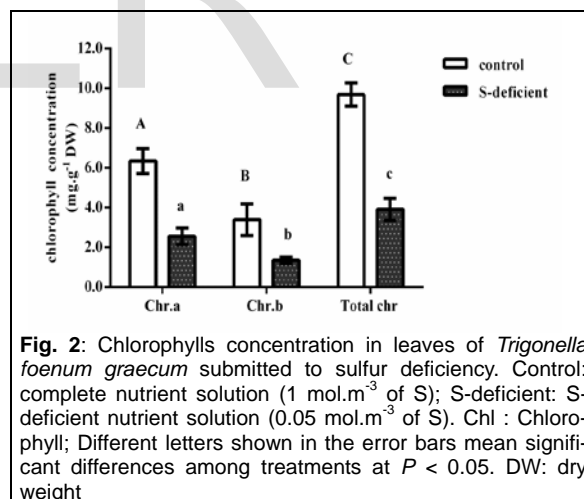 12.0
10.0
8.0
6.0
4.0
2.0
0.0
chlorophyll concentration
(mg.g⁻¹ DW)
A
a
B
b
C
c
control
S-deficient
Chr.a
Chr.b
Total chr
Fig. 2: Chlorophylls concentration in leaves of Trigonella
foenum graecum submitted to sulfur deficiency. Control:
complete nutrient solution (1 mol.m⁻³ of S); S-deficient: S-
deficient nutrient solution (0.05 mol.m⁻³ of S). Chl : Chloro-
phyll; Different letters shown in the error bars mean signifi-
cant differences among treatments at P < 0.05. DW: dry
weight